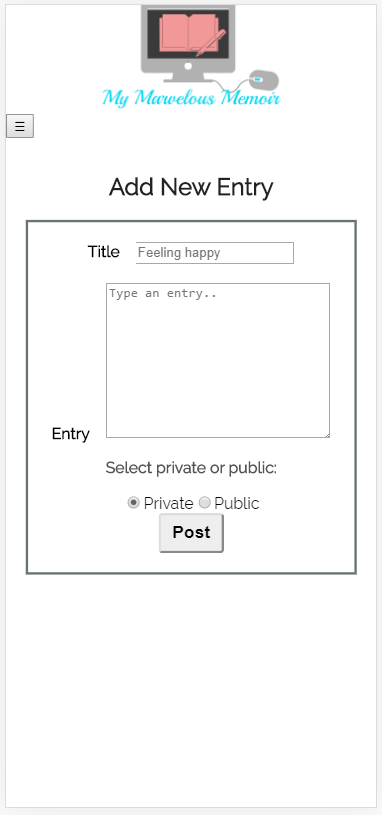 My Marvelous Memoir
☰
Add New Entry
Title Feeling happy
Type an entry..
Entry
Select private or public:
Private Public
Post